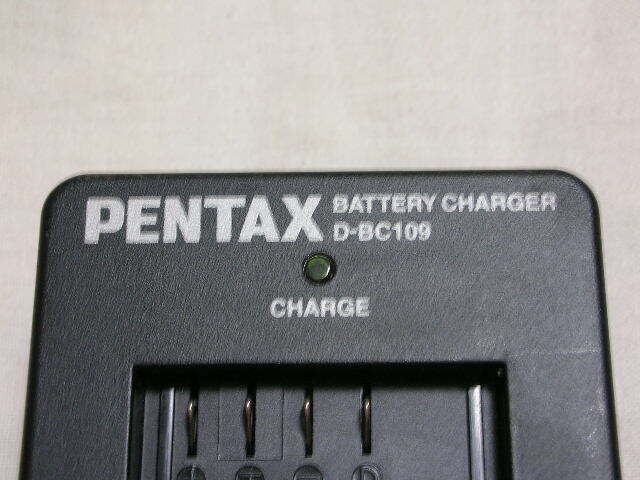 PENTAX BATTERY CHARGER
D-BC109
CHARGE